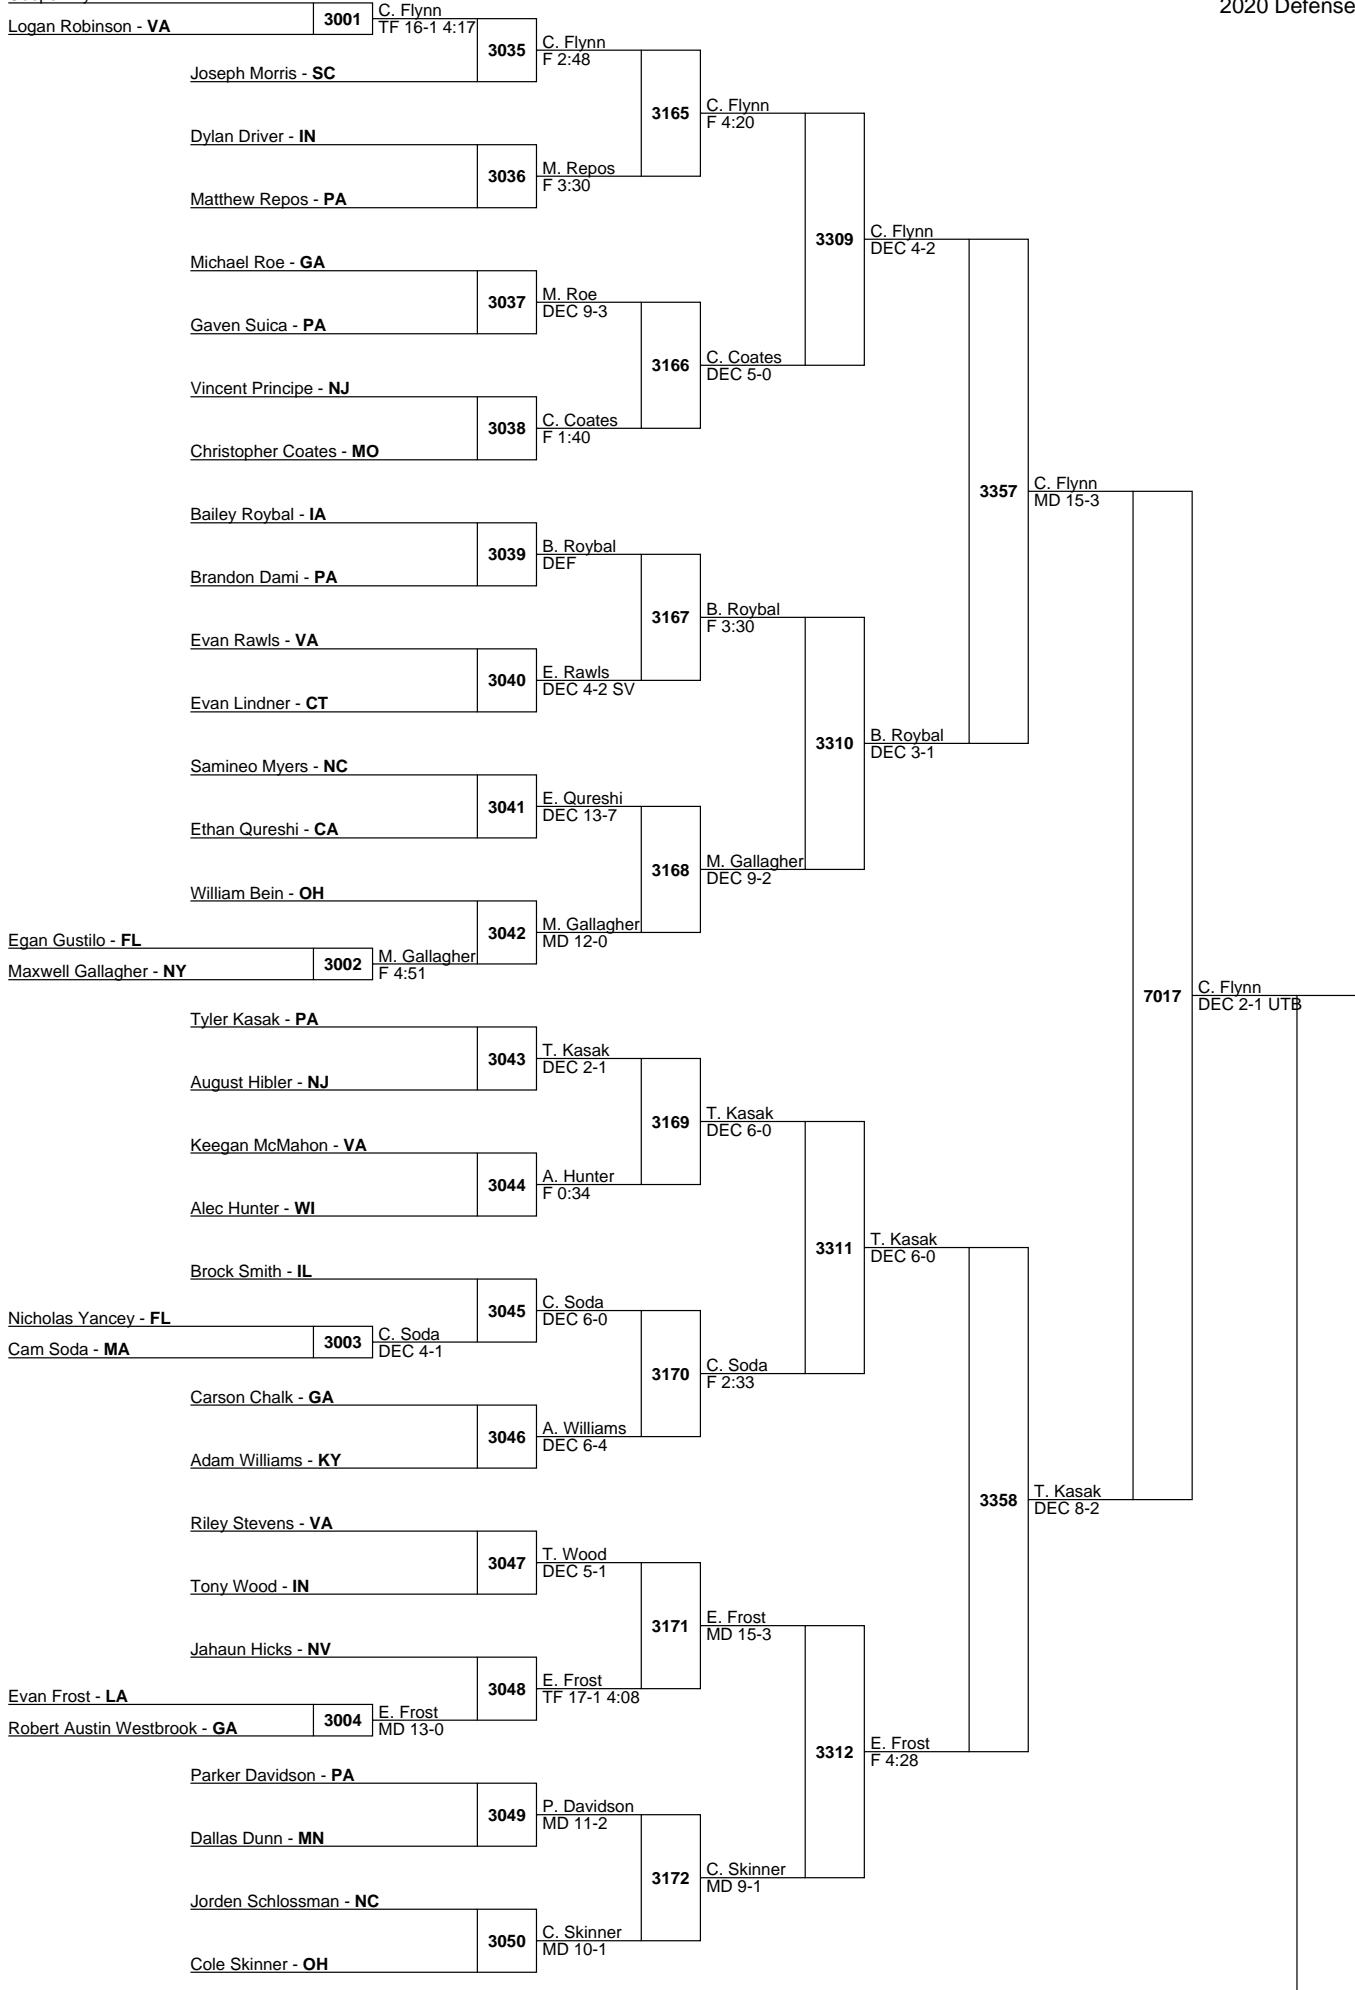 2020 Defense
Logan Robinson - VA
3001
C. Flynn
TF 16-1 4:17
Joseph Morris - SC
3035
C. Flynn
F 2:48
Dylan Driver - IN
Matthew Repos - PA
3036
M. Repos
F 3:30
3165
C. Flynn
F 4:20
Michael Roe - GA
Gaven Suica - PA
3037
M. Roe
DEC 9-3
Vincent Principe - NJ
Christopher Coates - MO
3038
C. Coates
F 1:40
3166
C. Coates
DEC 5-0
3309
C. Flynn
DEC 4-2
Bailey Roybal - IA
Brandon Dami - PA
3039
B. Roybal
DEF
Evan Rawls - VA
Evan Lindner - CT
3040
E. Rawls
DEC 4-2 SV
3167
B. Roybal
F 3:30
Samineo Myers - NC
Ethan Qureshi - CA
3041
E. Qureshi
DEC 13-7
William Bein - OH
Egan Gustilo - FL
Maxwell Gallagher - NY
3002
M. Gallagher
F 4:51
3042
M. Gallagher
MD 12-0
3168
M. Gallagher
DEC 9-2
3310
B. Roybal
DEC 3-1
3357
C. Flynn
MD 15-3
Tyler Kasak - PA
August Hibler - NJ
3043
T. Kasak
DEC 2-1
Keegan McMahon - VA
Alec Hunter - WI
3044
A. Hunter
F 0:34
3169
T. Kasak
DEC 6-0
Brock Smith - IL
Nicholas Yancey - FL
Cam Soda - MA
3003
C. Soda
DEC 4-1
3045
C. Soda
DEC 6-0
Carson Chalk - GA
Adam Williams - KY
3046
A. Williams
DEC 6-4
3170
C. Soda
F 2:33
3311
T. Kasak
DEC 6-0
Riley Stevens - VA
Tony Wood - IN
3047
T. Wood
DEC 5-1
Jahaun Hicks - NV
Evan Frost - LA
Robert Austin Westbrook - GA
3004
E. Frost
MD 13-0
3048
E. Frost
TF 17-1 4:08
3171
E. Frost
MD 15-3
Parker Davidson - PA
Dallas Dunn - MN
3049
P. Davidson
MD 11-2
Jorden Schlossman - NC
Cole Skinner - OH
3050
C. Skinner
MD 10-1
3172
C. Skinner
MD 9-1
3312
E. Frost
F 4:28
3358
T. Kasak
DEC 8-2
7017
C. Flynn
DEC 2-1 UTB